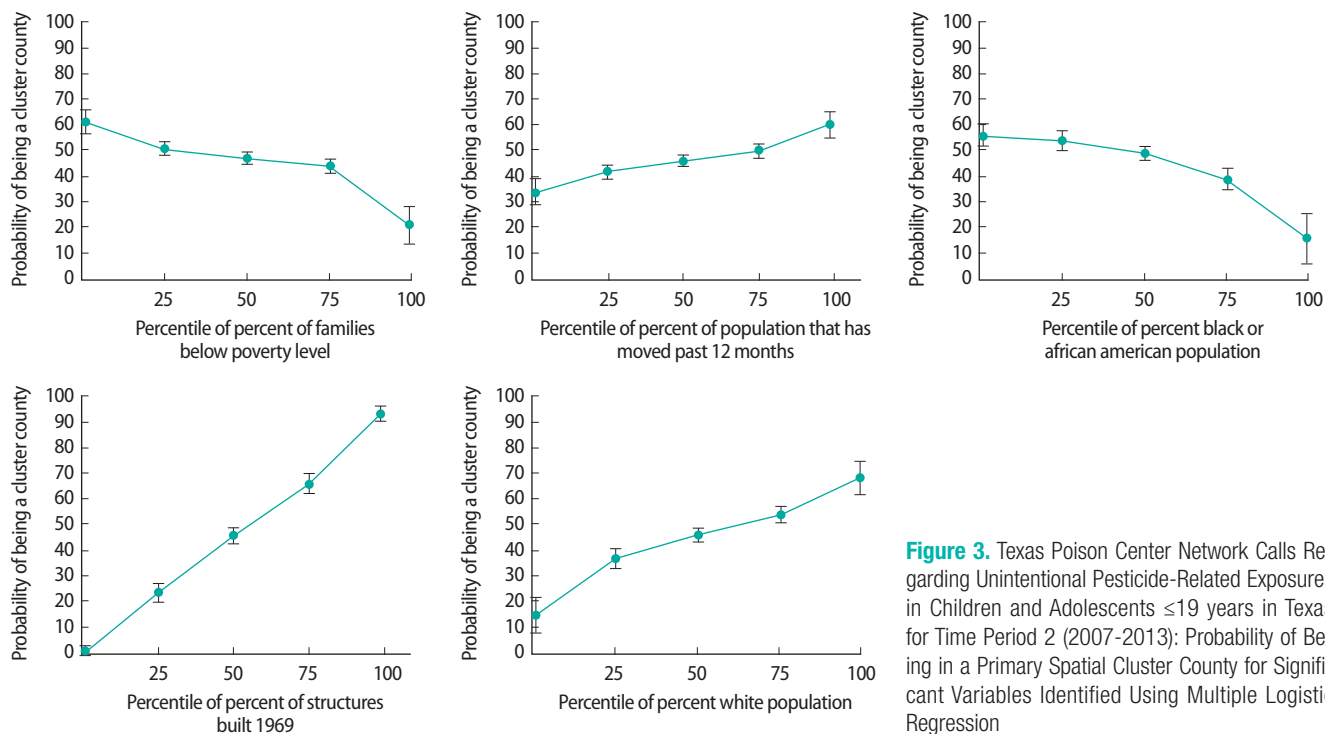 Probability of being a cluster county
100
90
80
70
60
50
40
30
20
10
0
25 50 75 100
Percentile of percent of families
below poverty level
Probability of being a cluster county
100
90
80
70
60
50
40
30
20
10
0
25 50 75 100
Percentile of percent of population that has
moved past 12 months
Probability of being a cluster county
100
90
80
70
60
50
40
30
20
10
0
25 50 75 100
Percentile of percent black or
african american population
Probability of being a cluster county
100
90
80
70
60
50
40
30
20
10
0
25 50 75 100
Percentile of percent of structures
built 1969
Probability of being a cluster county
100
90
80
70
60
50
40
30
20
10
0
25 50 75 100
Percentile of percent white population
Figure 3. Texas Poison Center Network Calls Re
garding Unintentional Pesticide-Related Exposure
in Children and Adolescents ≤19 years in Texas
for Time Period 2 (2007-2013): Probability of Be
ing in a Primary Spatial Cluster County for Signifi
cant Variables Identified Using Multiple Logistic
Regression